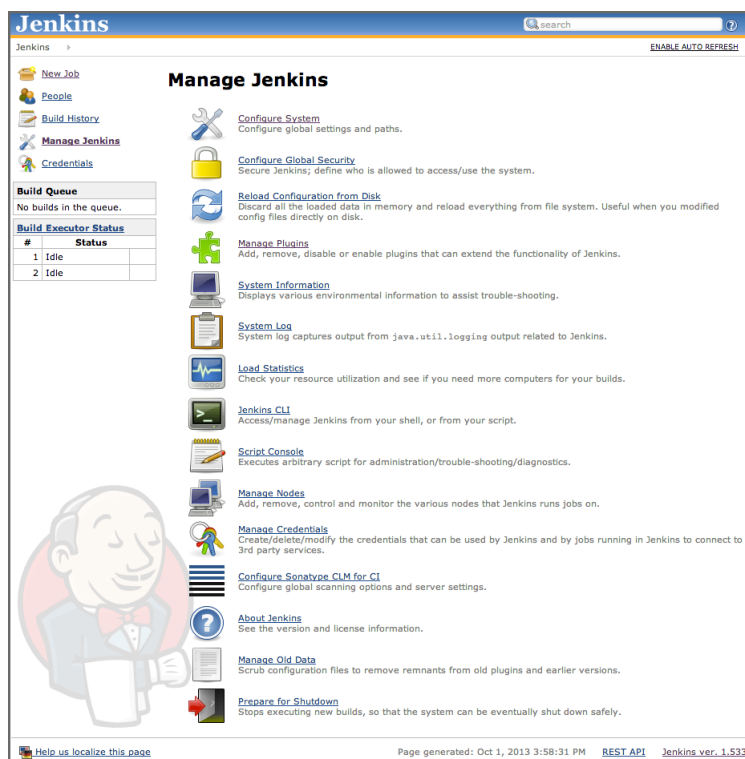 Jenkins
search
?
Jenkins
ENABLE AUTO REFRESH
New Job
People
Build History
Manage Jenkins
Credentials
Build Queue
No builds in the queue.
Build Executor Status
# Status
1 Idle
2 Idle
Manage Jenkins
Configure System
Configure global settings and paths.
Configure Global Security
Secure Jenkins; define who is allowed to access/use the system.
Reload Configuration from Disk
Discard all the loaded data in memory and reload everything from file system. Useful when you modified
config files directly on disk.
Manage Plugins
Add, remove, disable or enable plugins that can extend the functionality of Jenkins.
System Information
Displays various environmental information to assist trouble-shooting.
System Log
System log captures output from java.util.logging output related to Jenkins.
Load Statistics
Check your resource utilization and see if you need more computers for your builds.
Jenkins CLI
Access/manage Jenkins from your shell, or from your script.
Script Console
Executes arbitrary script for administration/trouble-shooting/diagnostics.
Manage Nodes
Add, remove, control and monitor the various nodes that Jenkins runs jobs on.
Manage Credentials
Create/delete/modify the credentials that can be used by Jenkins and by jobs running in Jenkins to connect to
3rd party services.
Configure Sonatype CLM for CI
Configure global scanning options and server settings.
?
About Jenkins
See the version and license information.
Manage Old Data
Scrub configuration files to remove remnants from old plugins and earlier versions.
Prepare for Shutdown
Stops executing new builds, so that the system can be eventually shut down safely.
Help us localize this page
Page generated: Oct 1, 2013 3:58:31 PM REST API Jenkins ver. 1.533